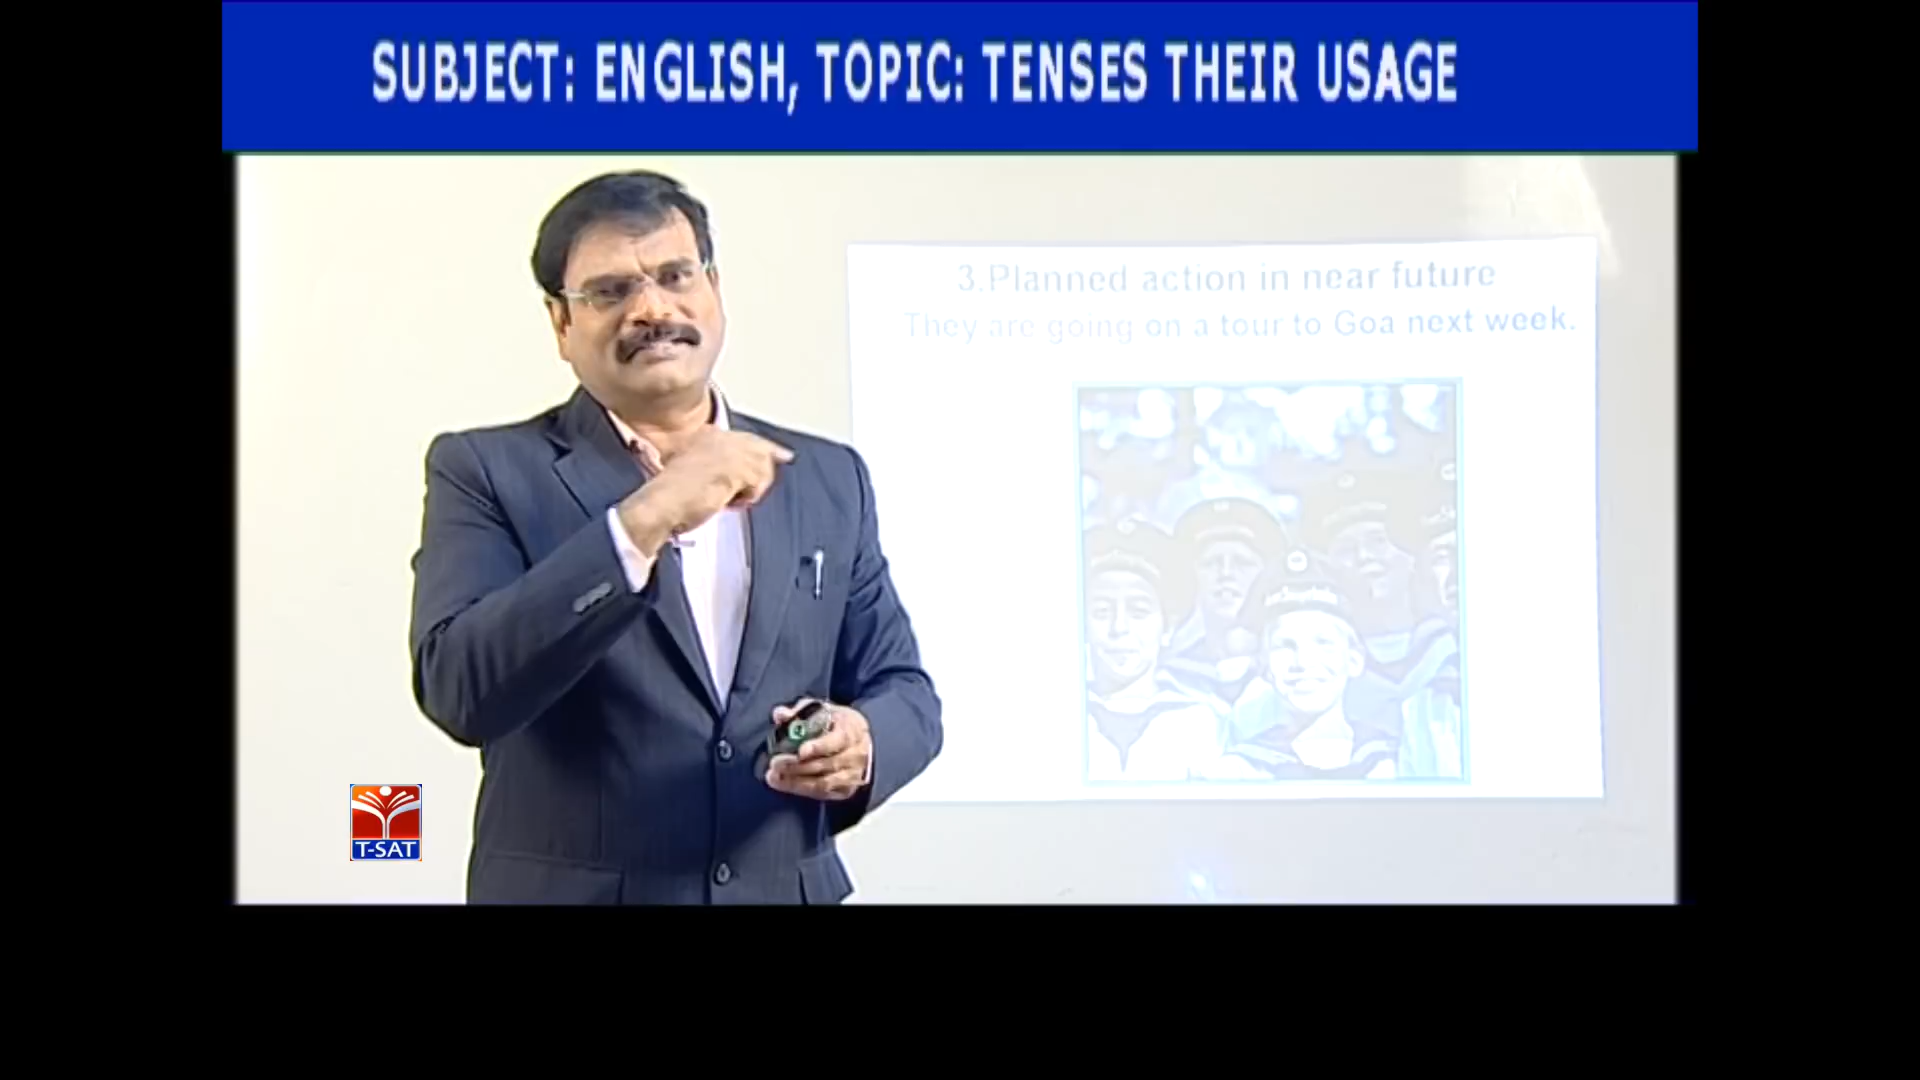 SUBJECT: ENGLISH, TOPIC: TENSES THEIR USAGE
3.Planned action in near future
They are going on a tour to Goa next week.
T-SAT